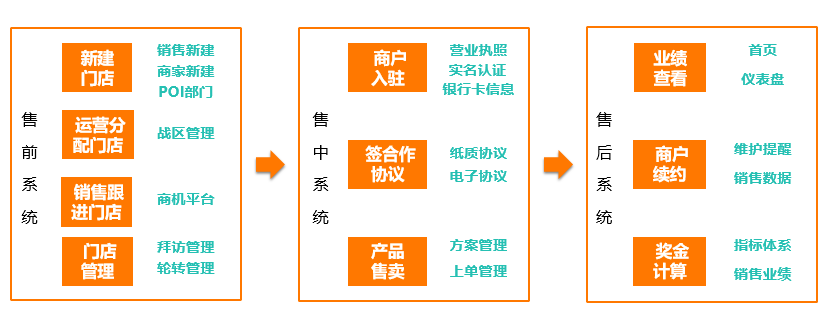 售前系统
新建
门店
销售新建
商家新建
POI部门
运营分
配门店
战区管理
销售跟
进门店
商机平台
门店
管理
拜访管理
轮转管理
售中系统
商户
入驻
营业执照
实名认证
银行卡信息
签合作
协议
纸质协议
电子协议
产品
售卖
方案管理
上单管理
售后系统
业绩
查看
首页
仪表盘
商户
续约
维护提醒
销售数据
奖金
计算
指标体系
销售业绩